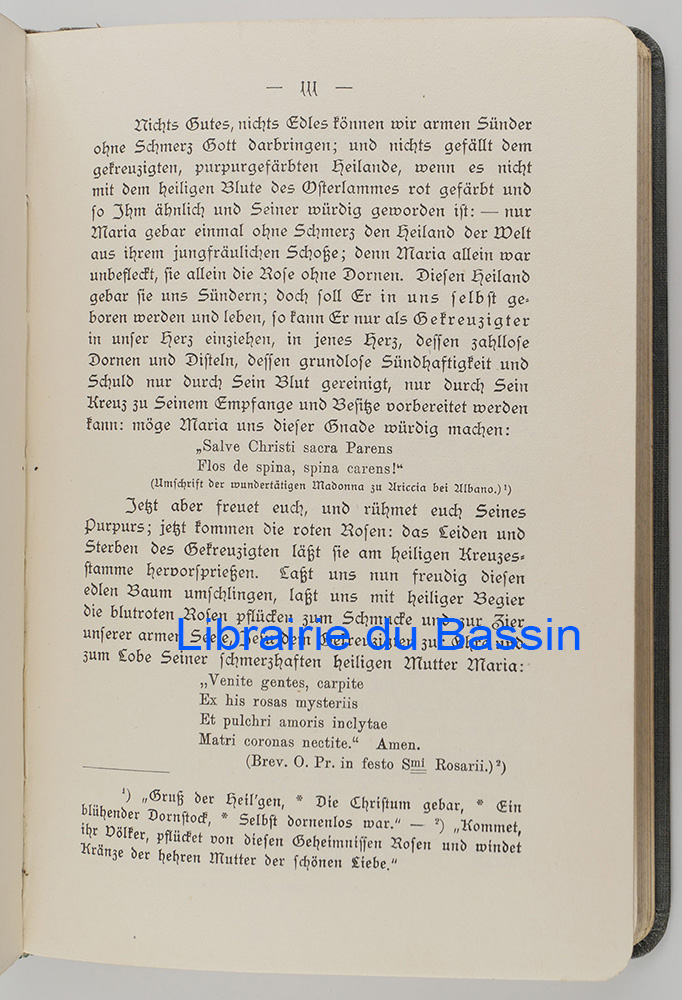 — III —
Nichts Gutes, nichts Edles können wir armen Sünder
ohne Schmerz Gott darbringen; und nichts gefällt dem
gekreuzigten, purpurgefärbten Heilande, wenn es nicht
mit dem heiligen Blute des Osterlammes rot gefärbt und
so Ihm ähnlich und Seiner würdig geworden ist: — nur
Maria gebar einmal ohne Schmerz den Heiland der Welt
aus ihrem jungfräulichen Schoße; denn Maria allein war
unbefleckt, sie allein die Rose ohne Dornen. Diesen Heiland
gebar sie uns Sündern; doch soll Er in uns selbst ge-
boren werden und leben, so kann Er nur als Gekreuzigter
in unser Herz einziehen, in jenes Herz, dessen zahllose
Dornen und Disteln, dessen grundlose Sündhaftigkeit und
Schuld nur durch Sein Blut gereinigt, nur durch Sein
Kreuz zu Seinem Empfange und Besitze vorbereitet werden
kann: möge Maria uns dieser Gnade würdig machen:
„Salve Christi sacra Parens
Flos de spina, spina carens!“
(Umschrift der wundertätigen Madonna zu Ariccia bei Albano.)¹)
Jetzt aber freuet euch, und rühmet euch Seines
Purpurs; jetzt kommen die roten Rosen: das Leiden und
Sterben des Gekreuzigten läßt sie am heiligen Kreuzes-
stamme hervorsprießen. Laßt uns nun freudig diesen
edlen Baum umschlingen, laßt uns mit heiliger Begier
die blutroten Rosen pflücken zum Schmucke und zur Zier
unserer armen Seele, Jesu dem Gekreuzigten zur Ehre und
zum Lobe Seiner schmerzhaften heiligen Mutter Maria:
Librairie du Bassin
„Venite gentes, carpite
Ex his rosas mysteriis
Et pulchri amoris inclytae
Matri coronas nectite.“ Amen.
(Brev. O. Pr. in festo Smi Rosarii.)²)
¹) „Gruß der Heil'gen, * Die Christum gebar, * Ein
blühender Dornstock, * Selbst dornenlos war.“ — ²) „Kommet,
ihr Völker, pflücket von diesen Geheimnissen Rosen und windet
Kränze der hehren Mutter der schönen Liebe.“